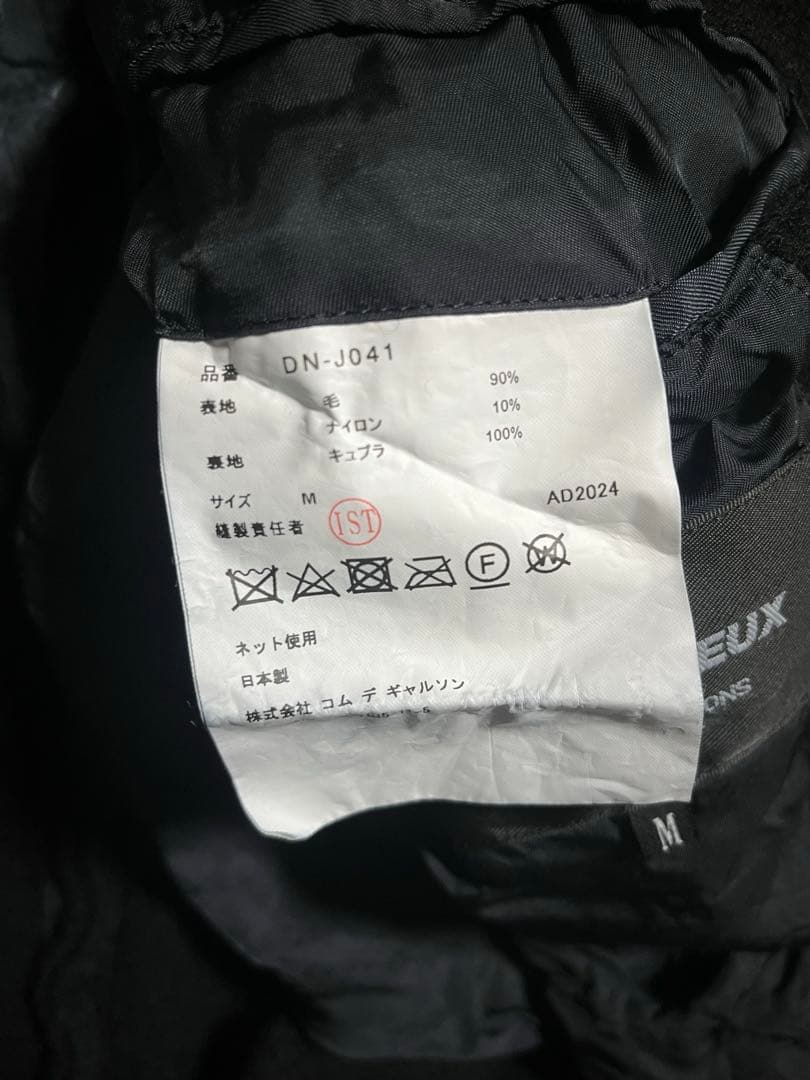 品番 DN-J041
表地 毛 90%
ナイロン 10%
裏地 キュプラ 100%
サイズ M AD2024
縫製責任者 IST
F W
ネット使用
日本製
株式会社 コム デ ギャルソン
EUX
ONS
M